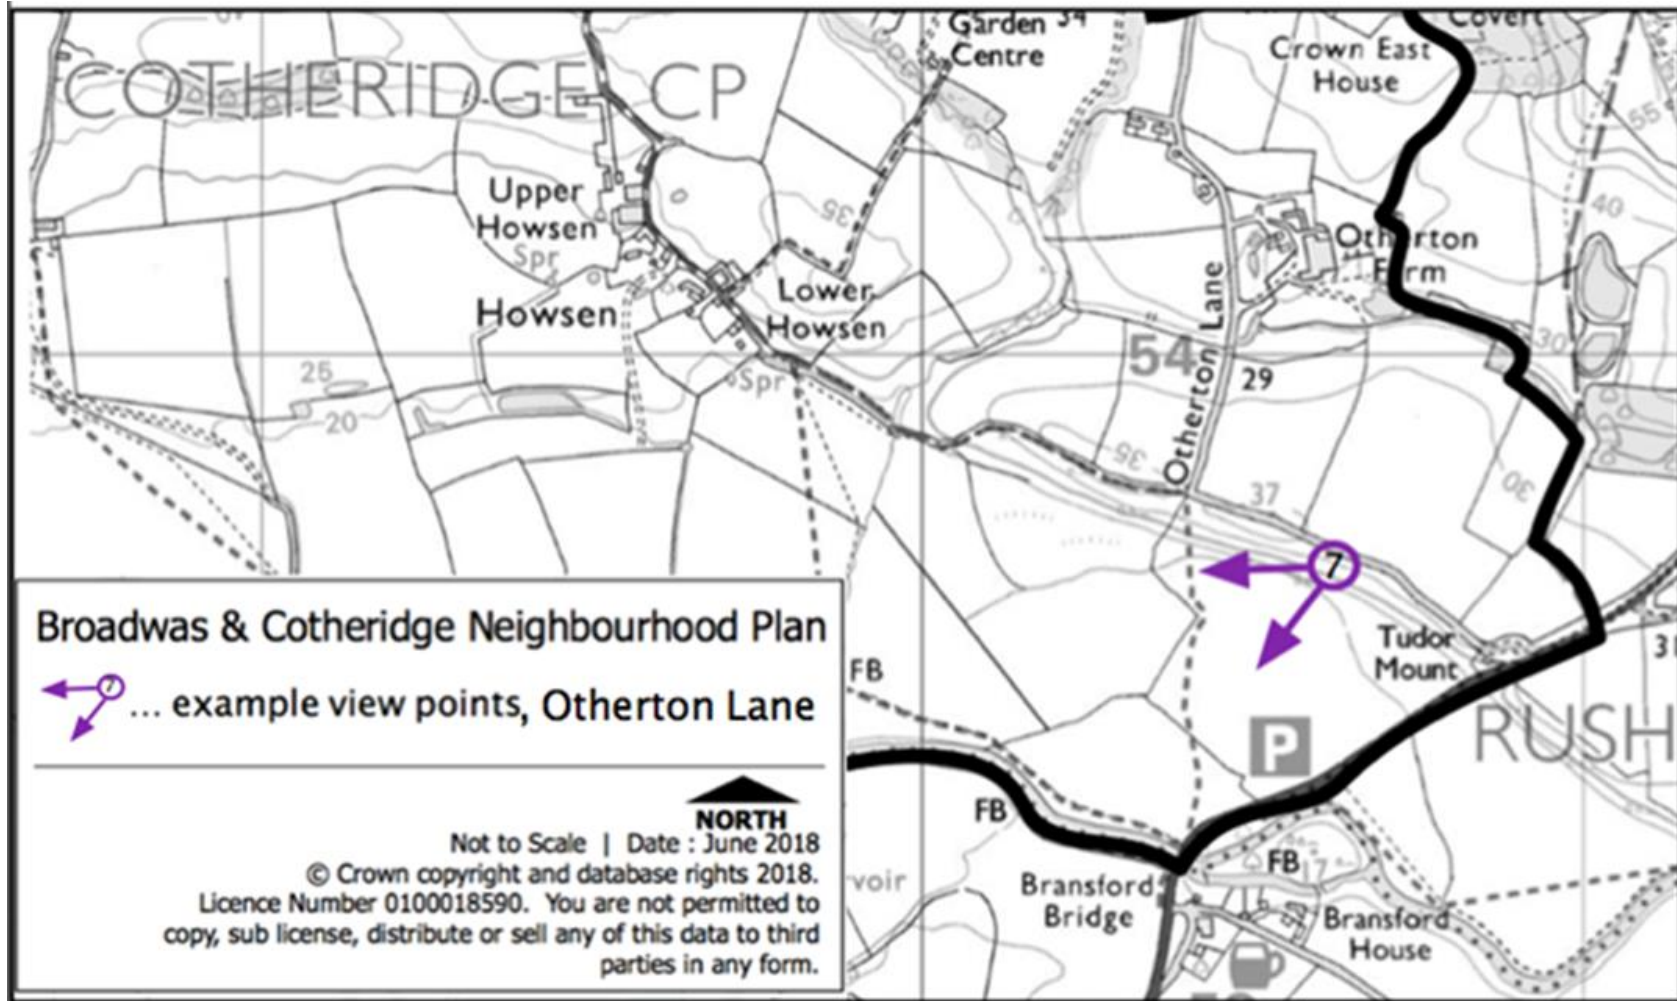 Garden
Centre
34
Covert
Crown East
House
COTHERIDGE CP
55
Upper
Howsen
Spr
35
40
Otherton
Farm
Lower
Howsen
Howsen
Otherton Lane
54
29
30
25
20
Spr
35
37
30
7
Tudor
Mount
31
RUSH
P
FB
FB
FB
17
voir
Bransford
Bridge
Bransford
House
Broadwas & Cotheridge Neighbourhood Plan
7
... example view points, Otherton Lane
NORTH
Not to Scale | Date : June 2018
© Crown copyright and database rights 2018.
Licence Number 0100018590. You are not permitted to
copy, sub license, distribute or sell any of this data to third
parties in any form.